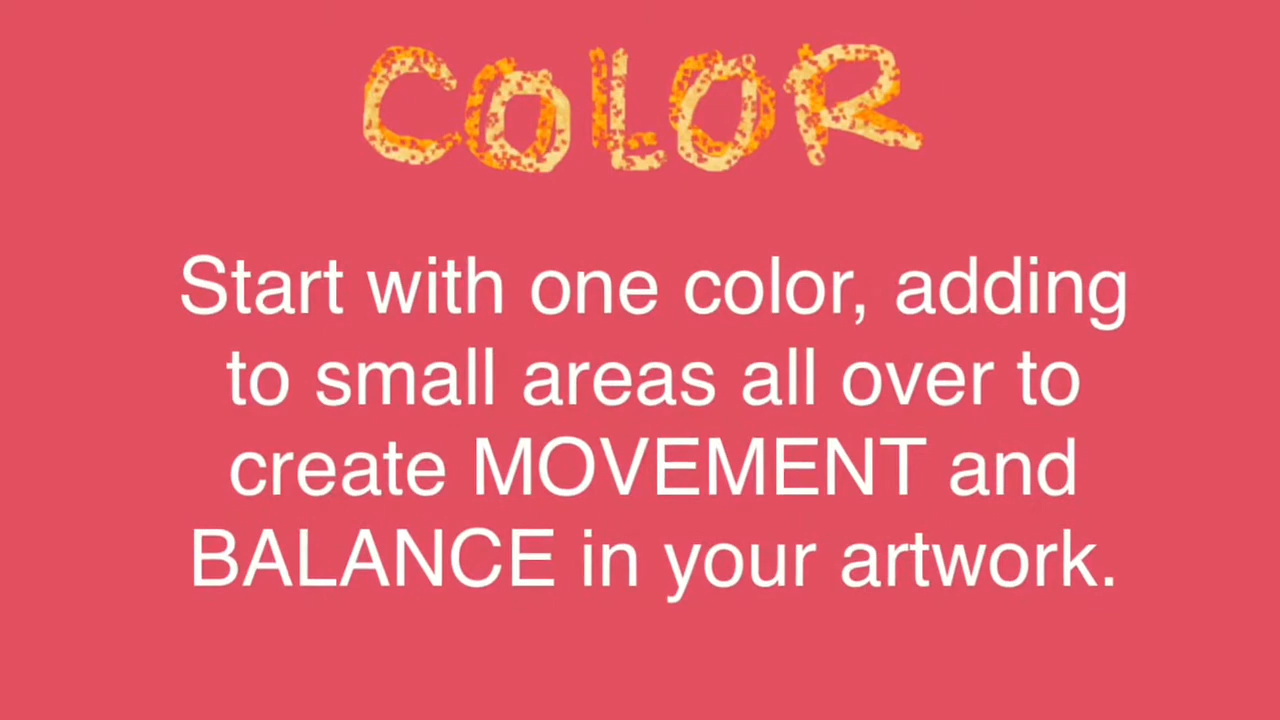 COLOR
Start with one color, adding
to small areas all over to
create MOVEMENT and
BALANCE in your artwork.